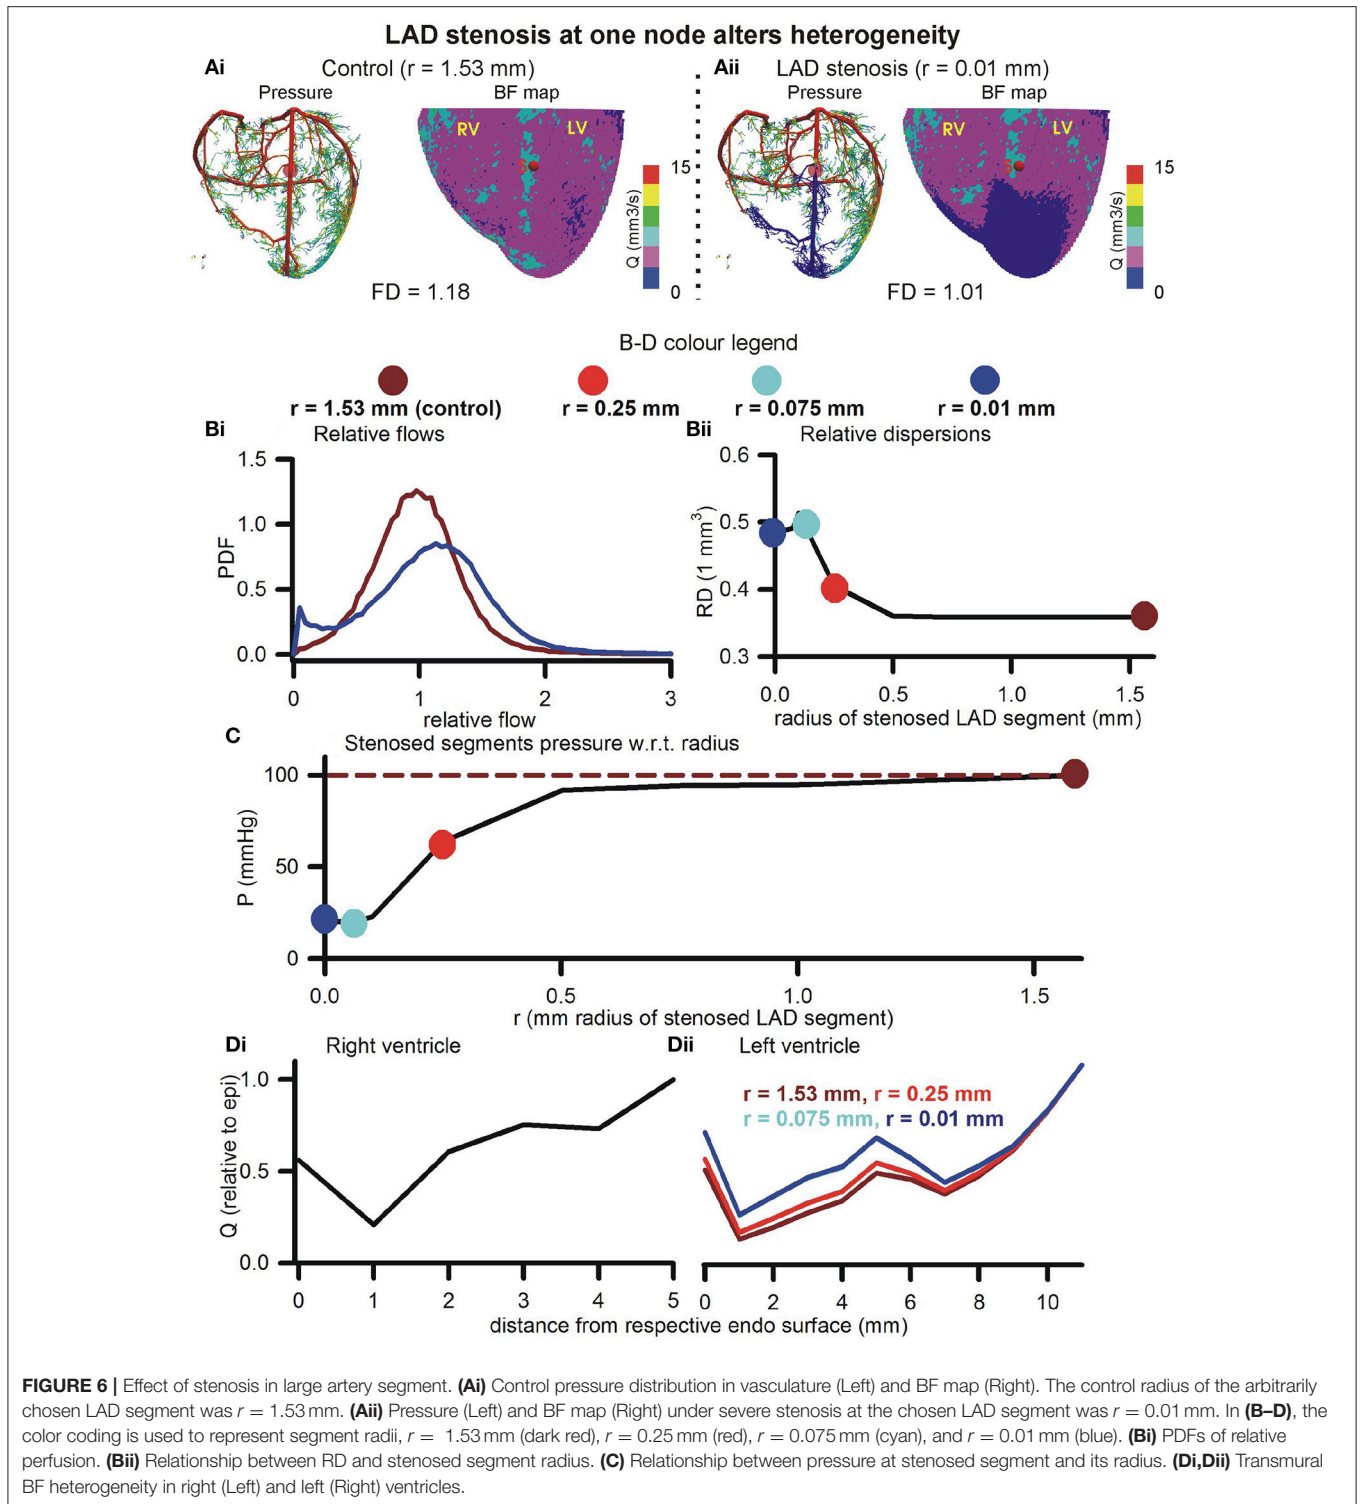 LAD stenosis at one node alters heterogeneity
Ai
Control (r = 1.53 mm)
Aii
LAD stenosis (r = 0.01 mm)
Pressure
BF map
Pressure
BF map
RV
LV
RV
LV
15
Q (mm3/s)
0
15
Q (mm3/s)
0
FD = 1.18
FD = 1.01
B-D colour legend
r = 1.53 mm (control)
r = 0.25 mm
r = 0.075 mm
r = 0.01 mm
Bi
Relative flows
1.5
1.0
0.5
0.0
PDF
0
1
2
3
relative flow
Bii
Relative dispersions
0.6
0.5
0.4
0.3
RD (1 mm³)
0.0
0.5
1.0
1.5
radius of stenosed LAD segment (mm)
C
Stenosed segments pressure w.r.t. radius
100
50
0
P (mmHg)
0.0
0.5
1.0
1.5
r (mm radius of stenosed LAD segment)
Di
Right ventricle
1.0
0.5
0.0
Q (relative to epi)
0
1
2
3
4
5
Dii
Left ventricle
r = 1.53 mm, r = 0.25 mm
r = 0.075 mm, r = 0.01 mm
0
2
4
6
8
10
distance from respective endo surface (mm)
FIGURE 6 | Effect of stenosis in large artery segment. (Ai) Control pressure distribution in vasculature (Left) and BF map (Right). The control radius of the arbitrarily
chosen LAD segment was r = 1.53 mm. (Aii) Pressure (Left) and BF map (Right) under severe stenosis at the chosen LAD segment was r = 0.01 mm. In (B–D), the
color coding is used to represent segment radii, r = 1.53 mm (dark red), r = 0.25 mm (red), r = 0.075 mm (cyan), and r = 0.01 mm (blue). (Bi) PDFs of relative
perfusion. (Bii) Relationship between RD and stenosed segment radius. (C) Relationship between pressure at stenosed segment and its radius. (Di,Dii) Transmural
BF heterogeneity in right (Left) and left (Right) ventricles.